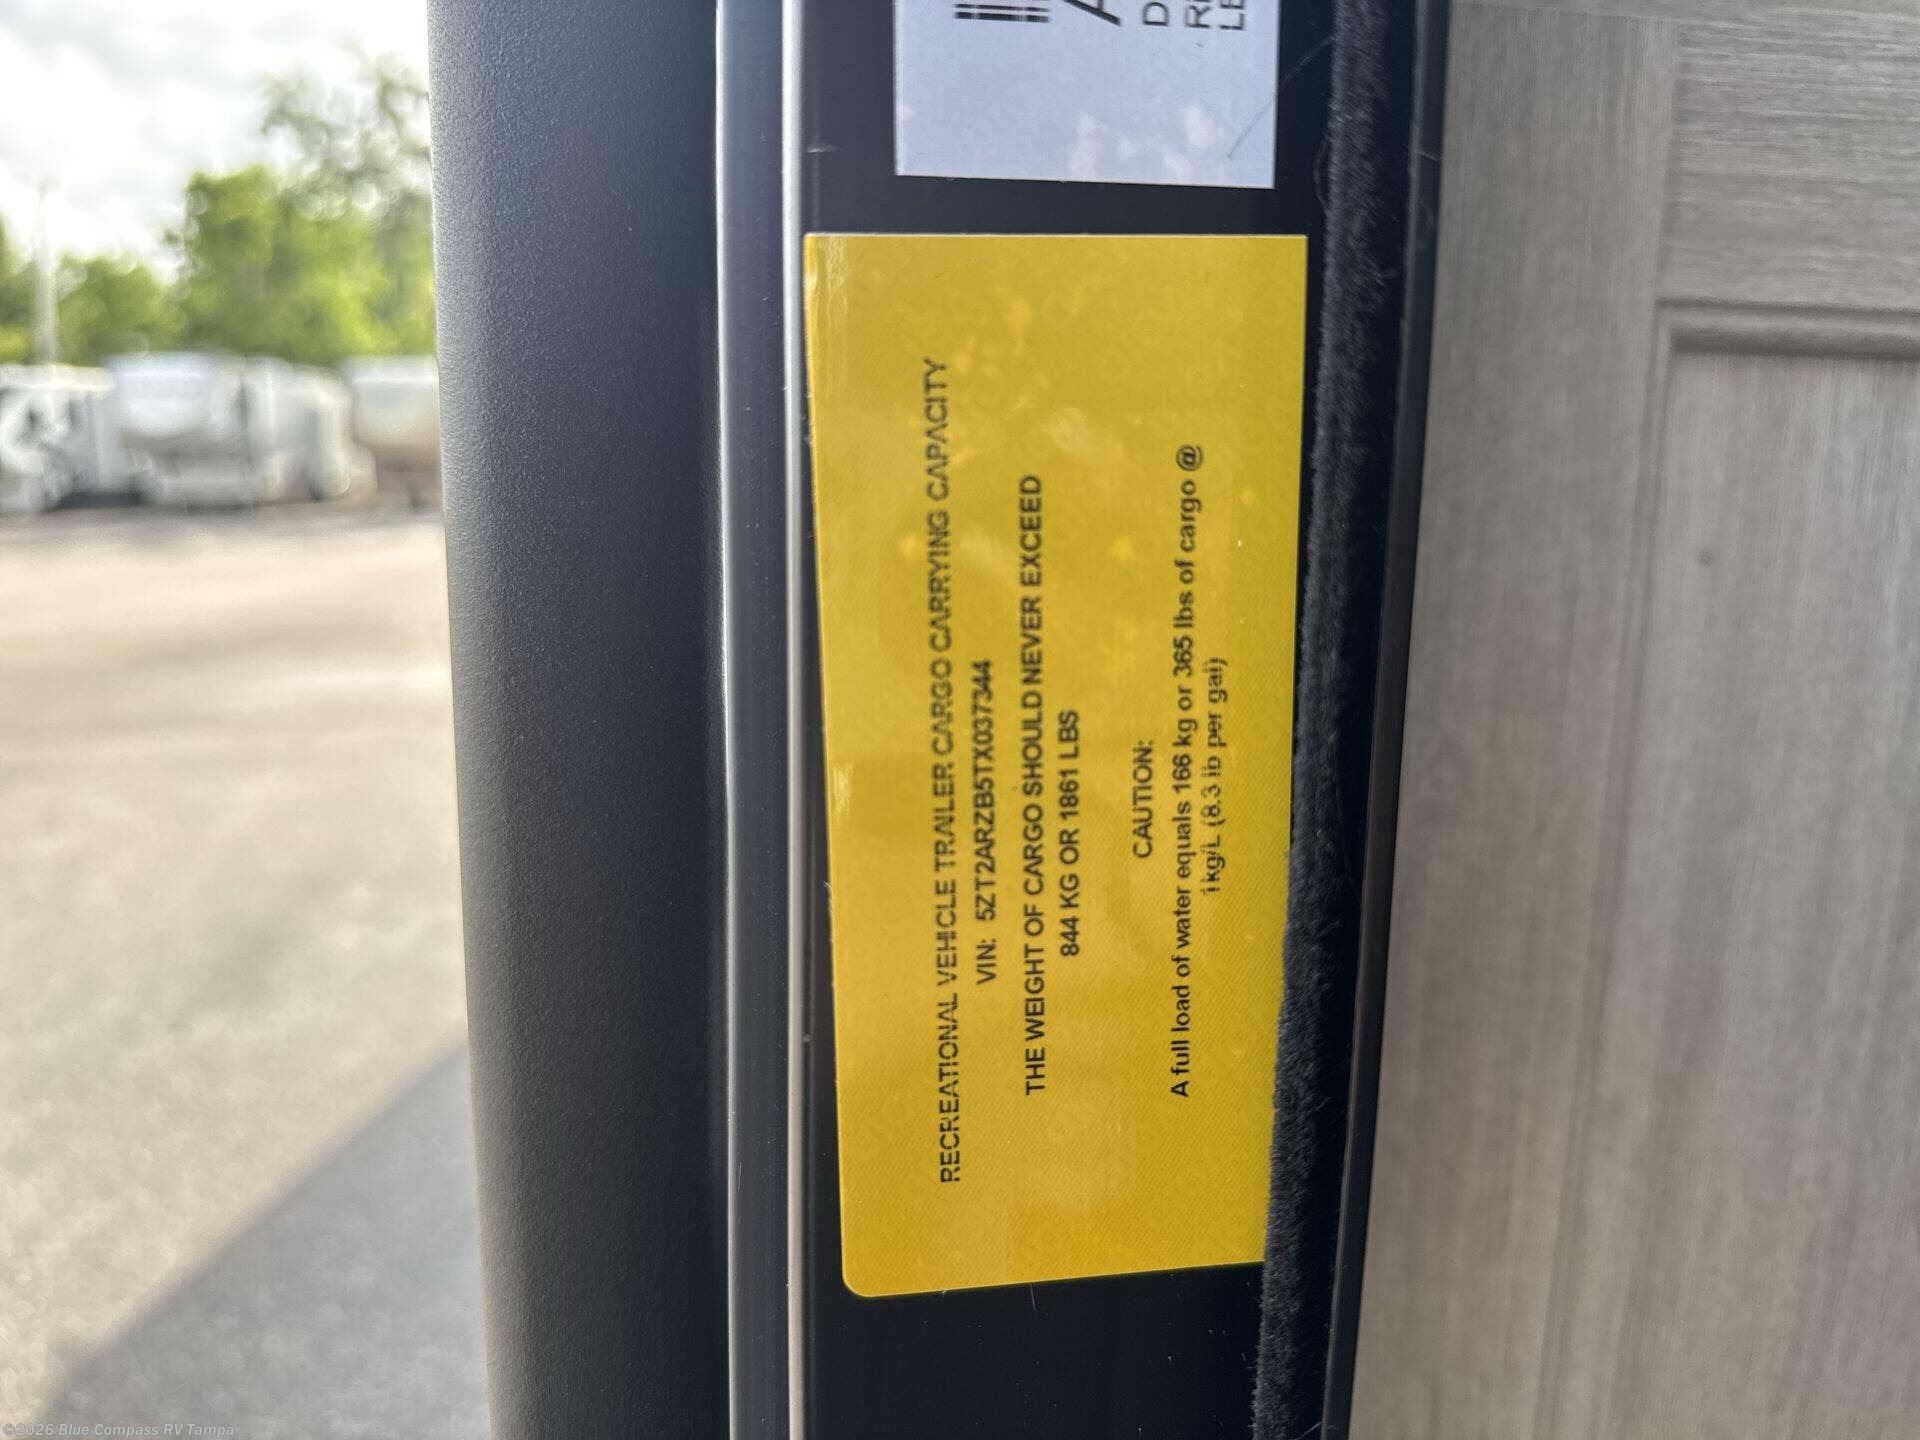 RECREATIONAL VEHICLE TRAILER CARGO CARRYING CAPACITY
VIN: 5ZT2ARZB5TX037344
THE WEIGHT OF CARGO SHOULD NEVER EXCEED
844 KG OR 1861 LBS
CAUTION:
A full load of water equals 166 kg or 365 lbs of cargo @
1kg/L (8.3 lb per gal)
©2026 Blue Compass RV Tampa